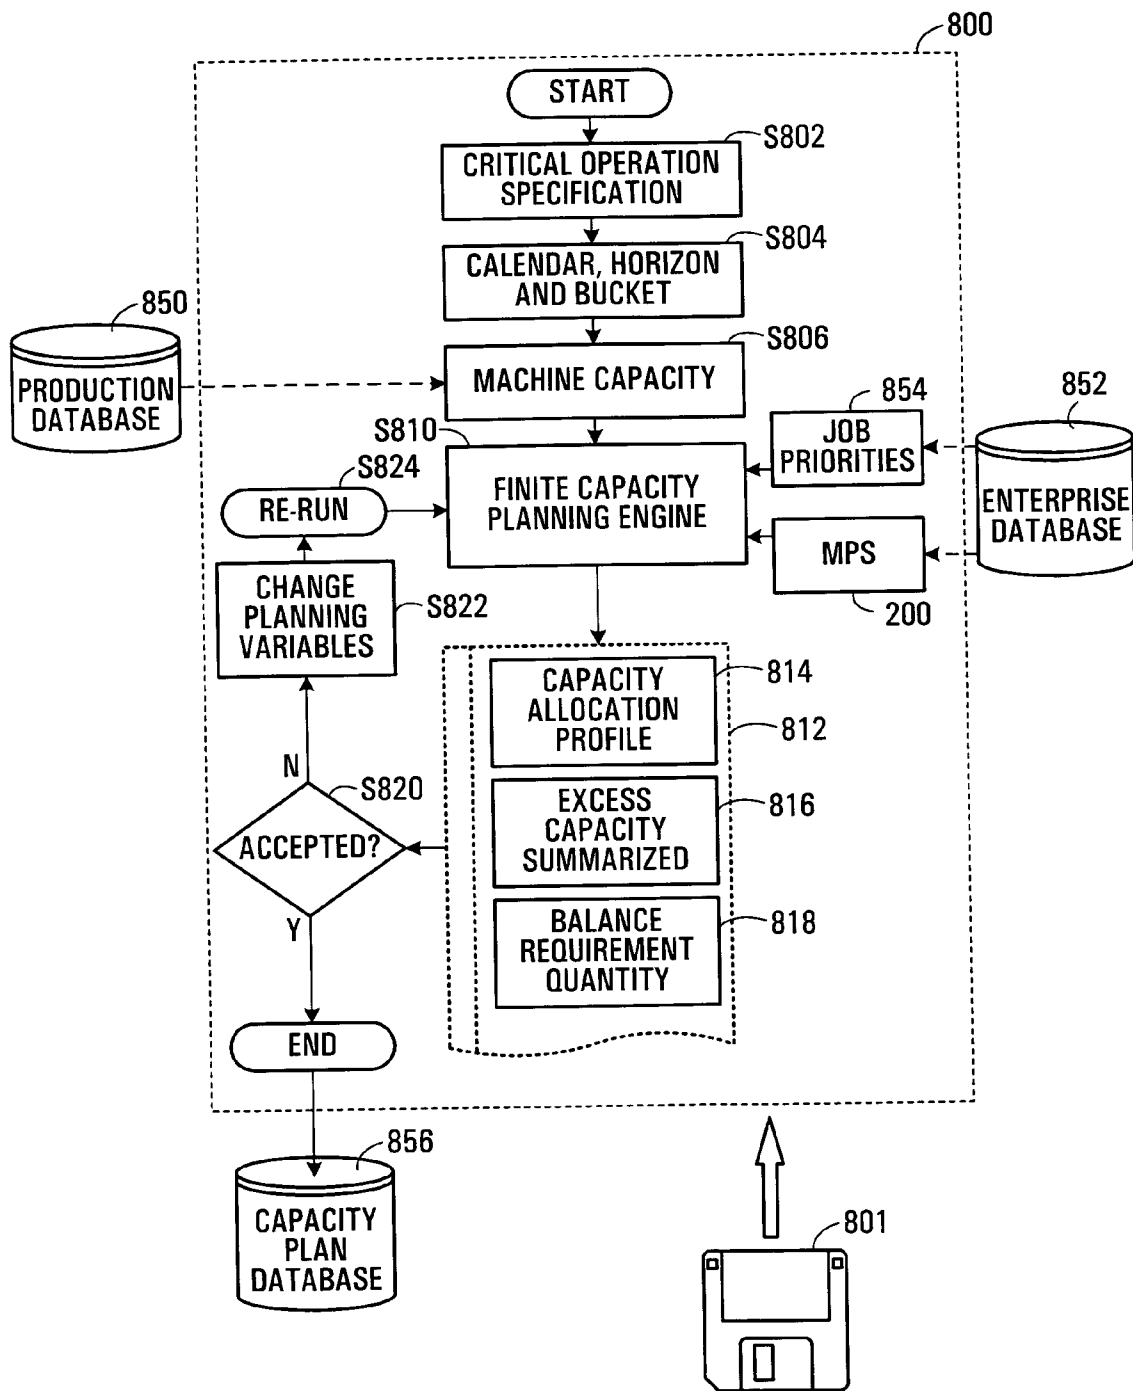 800
START
S802
CRITICAL OPERATION
SPECIFICATION
S804
CALENDAR, HORIZON
AND BUCKET
850
PRODUCTION
DATABASE
S806
MACHINE CAPACITY
854
JOB
PRIORITIES
852
ENTERPRISE
DATABASE
S810
FINITE CAPACITY
PLANNING ENGINE
S824
RE-RUN
MPS
200
CHANGE
PLANNING
VARIABLES
S822
CAPACITY
ALLOCATION
PROFILE
814
812
N
S820
ACCEPTED?
Y
EXCESS
CAPACITY
SUMMARIZED
816
BALANCE
REQUIREMENT
QUANTITY
818
END
856
CAPACITY
PLAN
DATABASE
801